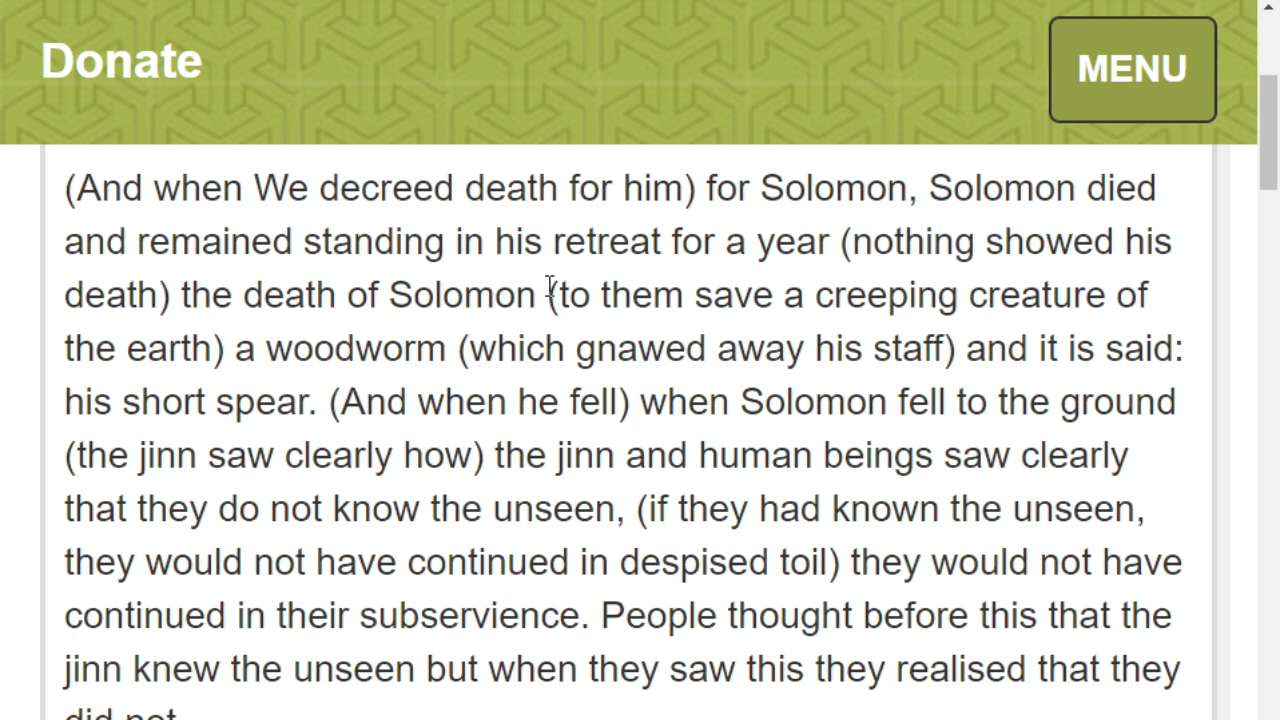 Donate
MENU
(And when We decreed death for him) for Solomon, Solomon died
and remained standing in his retreat for a year (nothing showed his
death) the death of Solomon (to them save a creeping creature of
the earth) a woodworm (which gnawed away his staff) and it is said:
his short spear. (And when he fell) when Solomon fell to the ground
(the jinn saw clearly how) the jinn and human beings saw clearly
that they do not know the unseen, (if they had known the unseen,
they would not have continued in despised toil) they would not have
continued in their subservience. People thought before this that the
jinn knew the unseen but when they saw this they realised that they
did not